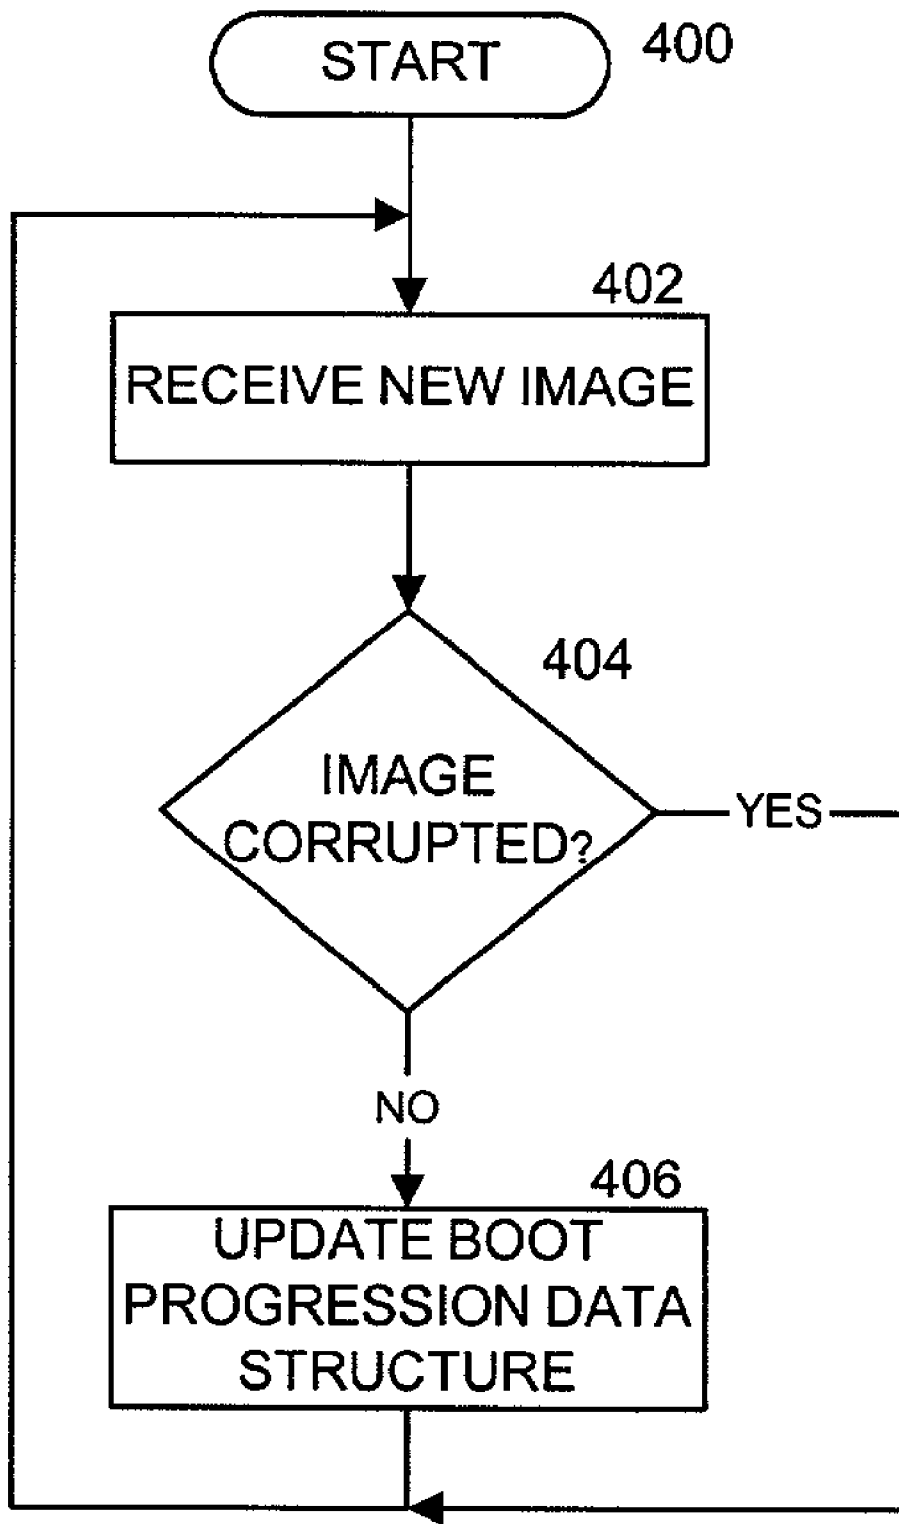 START
400
402
RECEIVE NEW IMAGE
404
IMAGE
CORRUPTED?
YES
NO
406
UPDATE BOOT
PROGRESSION DATA
STRUCTURE